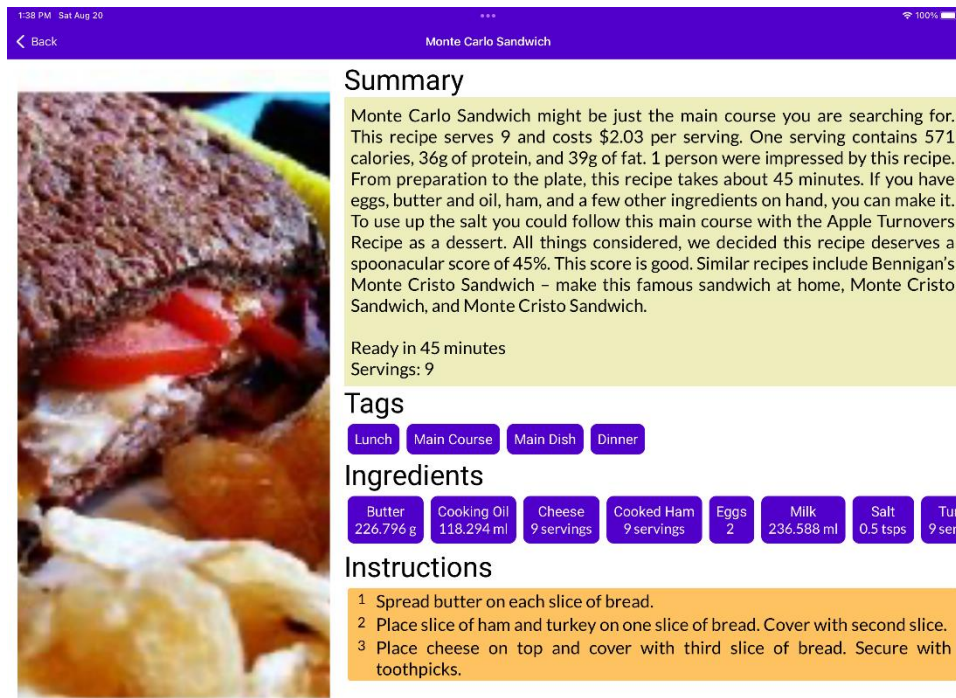 1:38 PM Sat Aug 20
100%
Back
Monte Carlo Sandwich
Summary
Monte Carlo Sandwich might be just the main course you are searching for.
This recipe serves 9 and costs $2.03 per serving. One serving contains 571
calories, 36g of protein, and 39g of fat. 1 person were impressed by this recipe.
From preparation to the plate, this recipe takes about 45 minutes. If you have
eggs, butter and oil, ham, and a few other ingredients on hand, you can make it.
To use up the salt you could follow this main course with the Apple Turnovers
Recipe as a dessert. All things considered, we decided this recipe deserves a
spoonacular score of 45%. This score is good. Similar recipes include Bennigan's
Monte Cristo Sandwich – make this famous sandwich at home, Monte Cristo
Sandwich, and Monte Cristo Sandwich.
Ready in 45 minutes
Servings: 9
Tags
Lunch Main Course Main Dish Dinner
Ingredients
Butter Cooking Oil Cheese Cooked Ham Eggs Milk Salt
226.796 g 118.294 ml 9 servings 9 servings 2 236.588 ml 0.5 tsps
Instructions
1 Spread butter on each slice of bread.
2 Place slice of ham and turkey on one slice of bread. Cover with second slice.
3 Place cheese on top and cover with third slice of bread. Secure with
toothpicks.